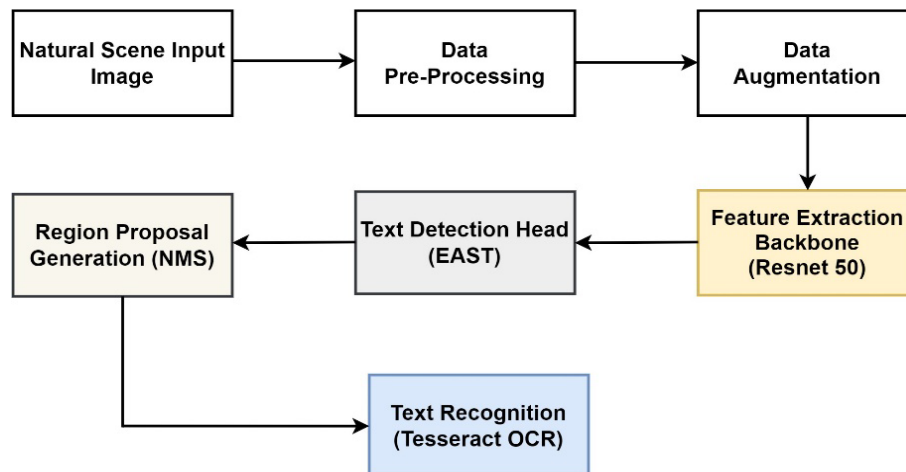 Natural Scene Input
Image
Data
Pre-Processing
Data
Augmentation
Feature Extraction
Backbone
(Resnet 50)
Text Detection Head
(EAST)
Region Proposal
Generation (NMS)
Text Recognition
(Tesseract OCR)